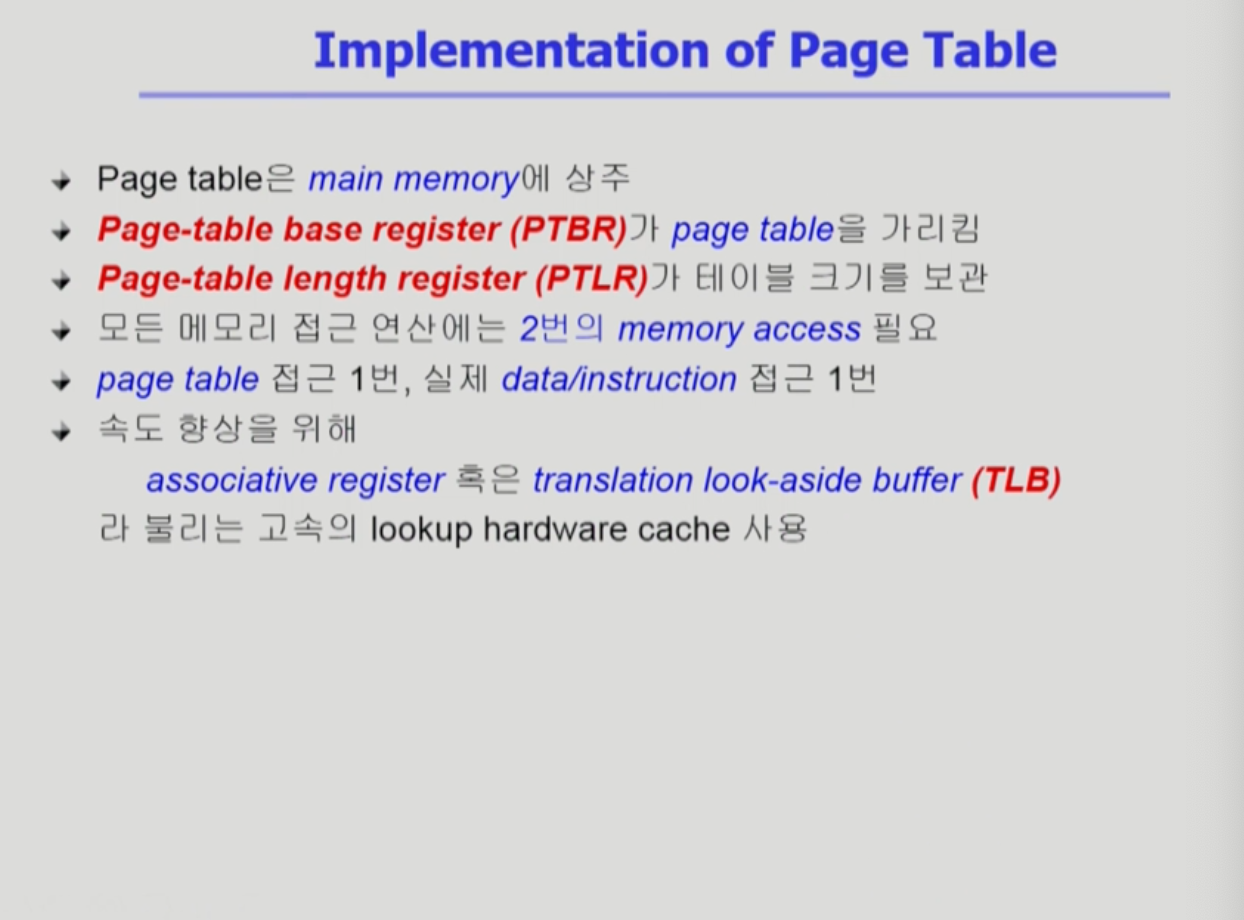 Implementation of Page Table
Page table은 main memory에 상주
Page-table base register (PTBR)가 page table을 가리킴
Page-table length register (PTLR)가 테이블 크기를 보관
모든 메모리 접근 연산에는 2번의 memory access 필요
page table 접근 1번, 실제 data/instruction 접근 1번
속도 향상을 위해
associative register 혹은 translation look-aside buffer (TLB)
라 불리는 고속의 lookup hardware cache 사용